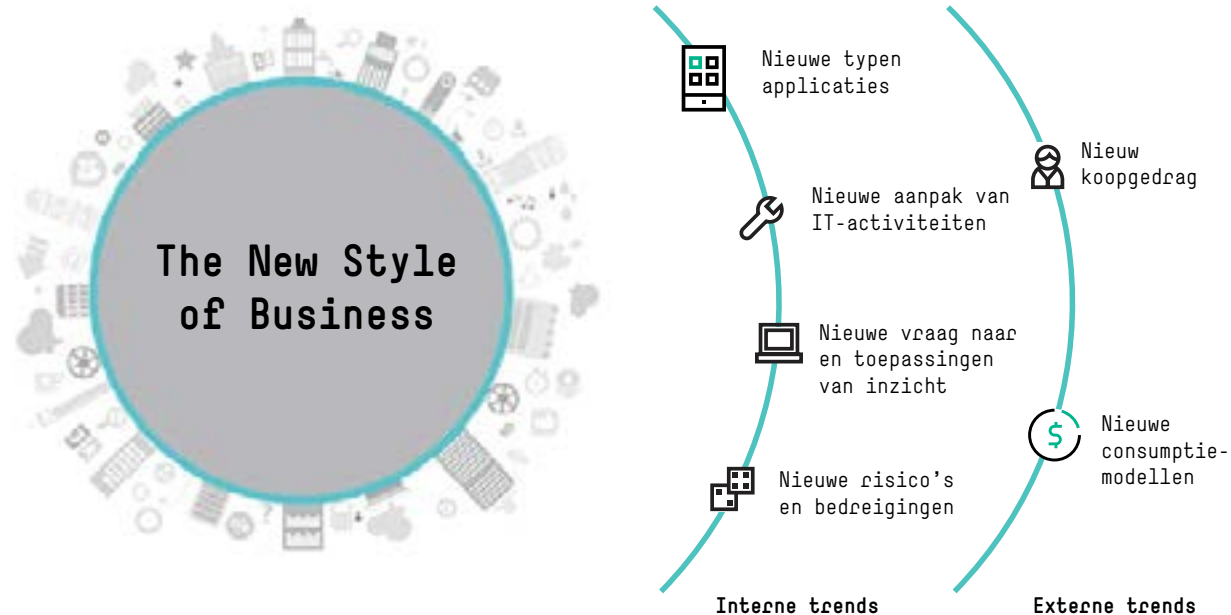 The New Style
of Business
Nieuwe typen
applicaties
Nieuwe aanpak van
IT-activiteiten
Nieuwe vraag naar
en toepassingen
van inzicht
Nieuwe risico's
en bedreigingen
Interne trends
Nieuw
koopgedrag
$
Nieuwe
consumptie-
modellen
Externe trends